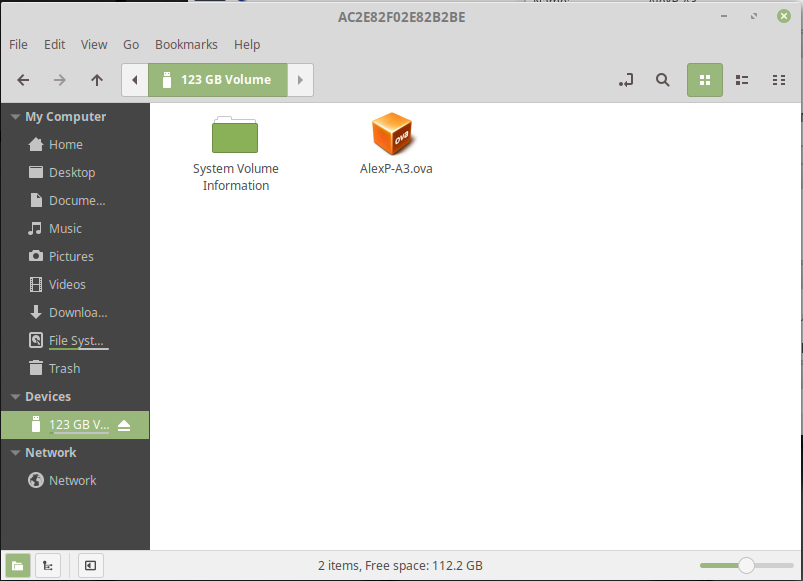 AC2E82F02E82B2BE
File Edit View Go Bookmarks Help
123 GB Volume
My Computer
Home
Desktop
Docume...
Music
Pictures
Videos
Downloa...
File Syst...
Trash
Devices
123 GB V...
Network
Network
System Volume
Information
OVB
AlexP-A3.ova
2 items, Free space: 112.2 GB